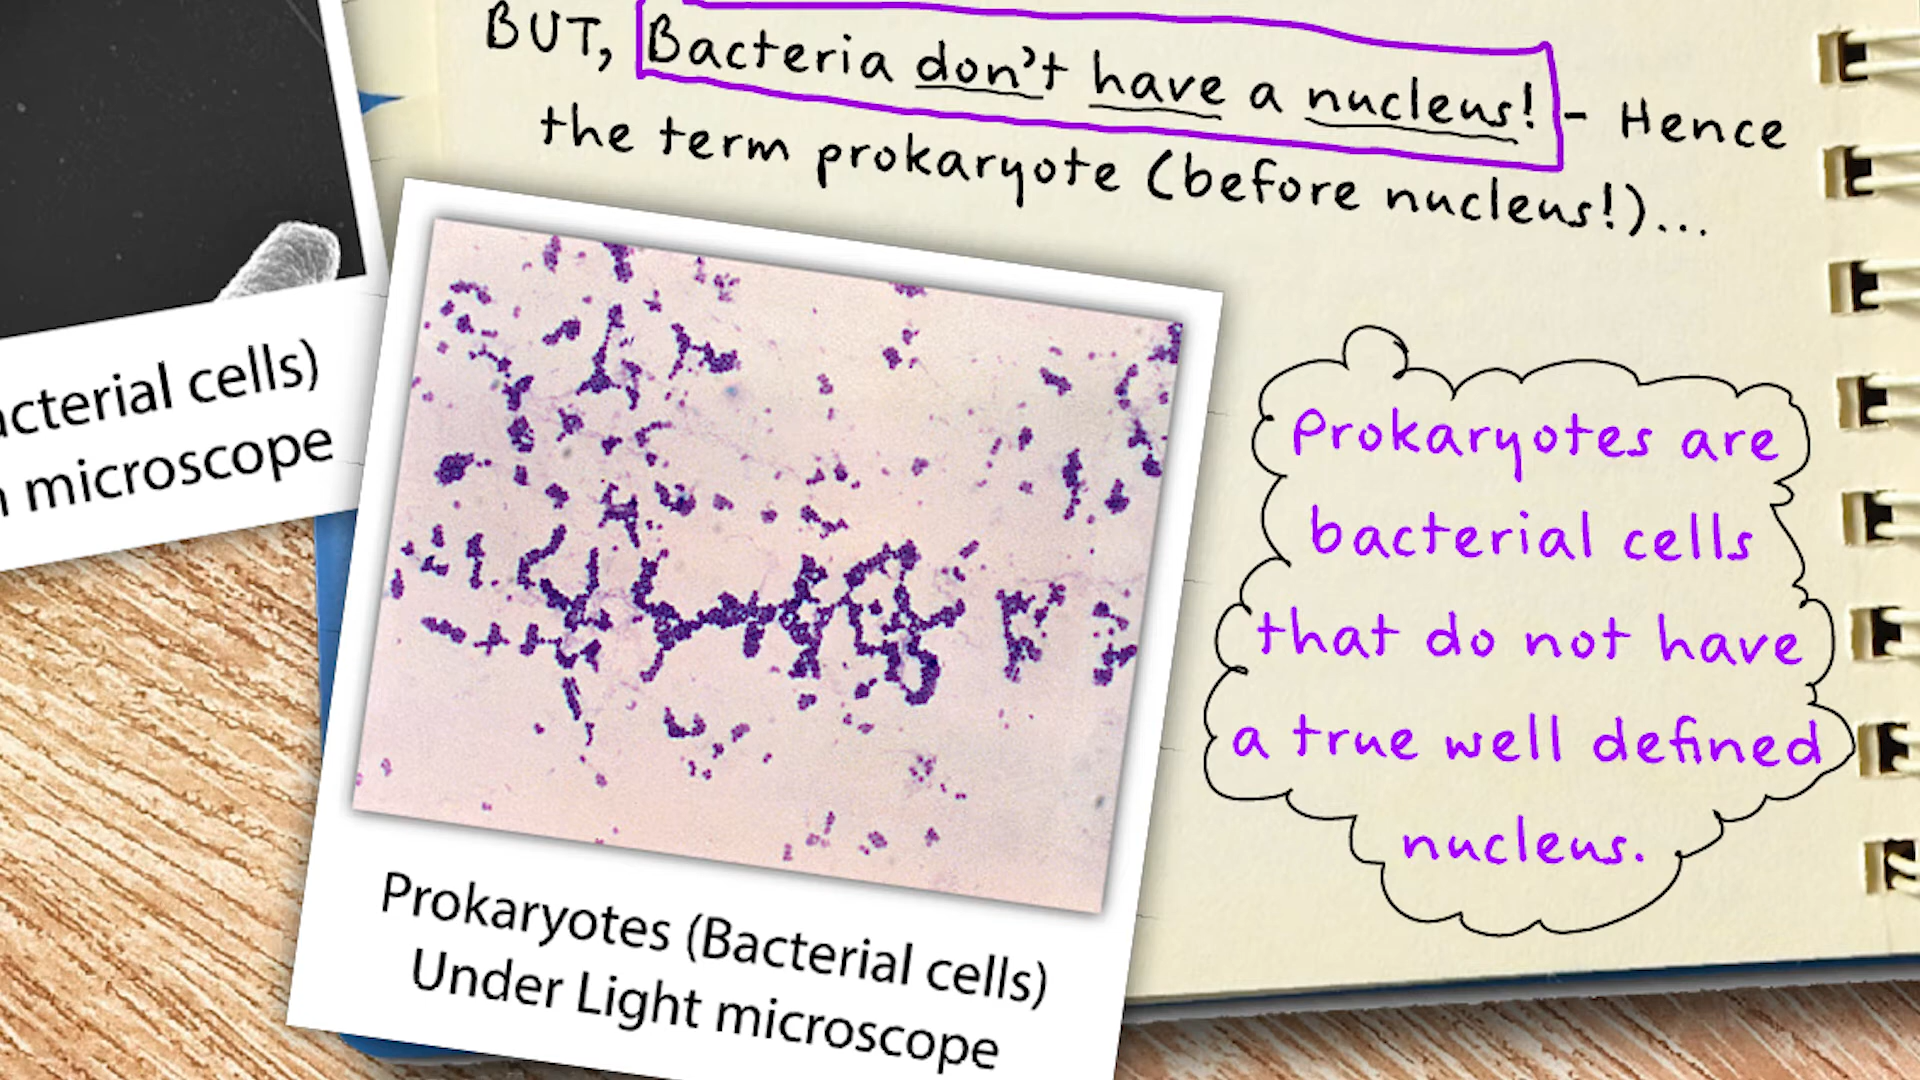 BUT, Bacteria don't have a nucleus! - Hence
the term prokaryote (before nucleus!)...
cells)
microscope
Prokaryotes are
bacterial cells
that do not have
a true well defined
nucleus.
Prokaryotes (Bacterial cells)
Under Light microscope